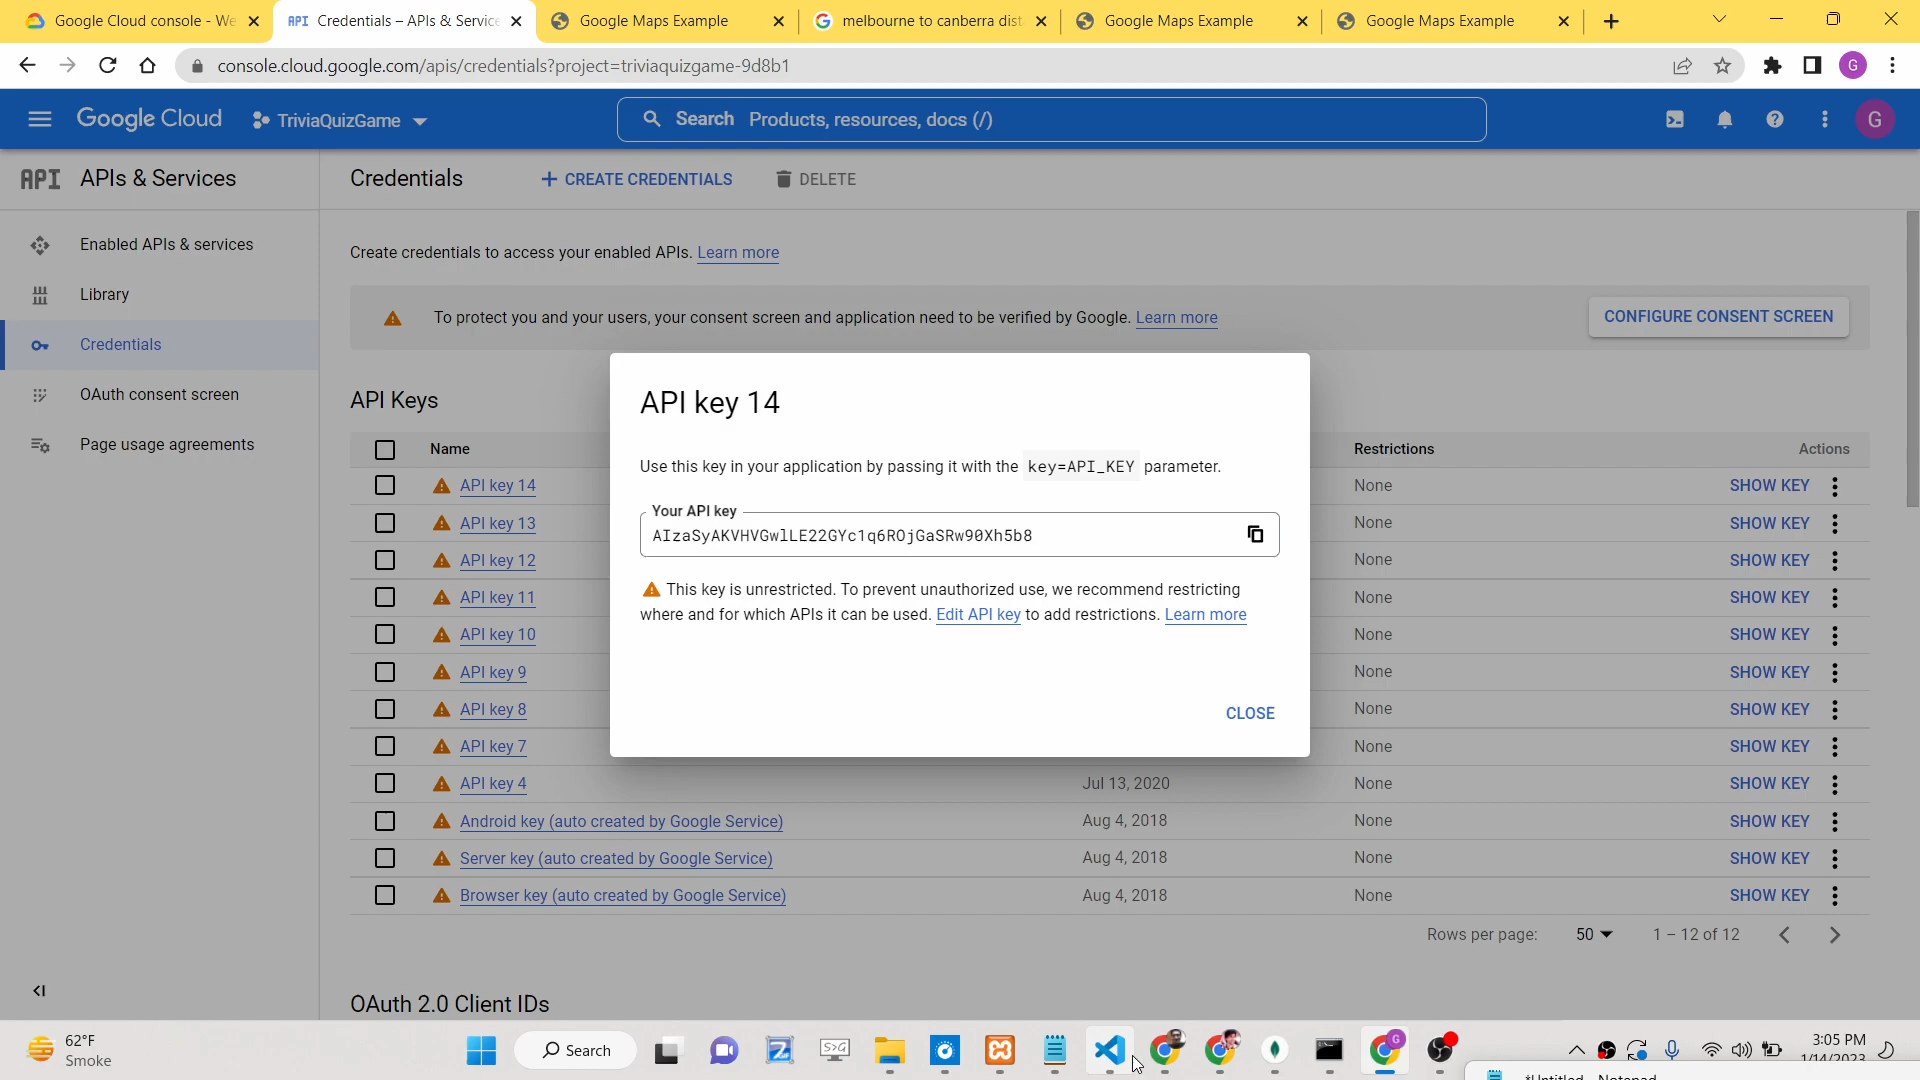 Google Cloud console - We
Credentials – APIs & Service
Google Maps Example
melbourne to canberra dist
Google Maps Example
Google Maps Example
console.cloud.google.com/apis/credentials?project=triviaquizgame-9d8b1
G
Google Cloud
TriviaQuizGame
Search Products, resources, docs (/)
G
API APIs & Services
Credentials
+ CREATE CREDENTIALS
DELETE
Enabled APIs & services
Library
Credentials
OAuth consent screen
Page usage agreements
Create credentials to access your enabled APIs. Learn more
To protect you and your users, your consent screen and application need to be verified by Google. Learn more
CONFIGURE CONSENT SCREEN
API Keys
Name Restrictions Actions
API key 14 None SHOW KEY
API key 13 None SHOW KEY
API key 12 None SHOW KEY
API key 11 None SHOW KEY
API key 10 None SHOW KEY
API key 9 None SHOW KEY
API key 8 None SHOW KEY
API key 7 None SHOW KEY
API key 4 Jul 13, 2020 None SHOW KEY
Android key (auto created by Google Service) Aug 4, 2018 None SHOW KEY
Server key (auto created by Google Service) Aug 4, 2018 None SHOW KEY
Browser key (auto created by Google Service) Aug 4, 2018 None SHOW KEY
Rows per page: 50 1 – 12 of 12
OAuth 2.0 Client IDs
API key 14
Use this key in your application by passing it with the key=API_KEY parameter.
Your API key
AIzaSyAKVHVGwlLE22GYc1q6ROjGaSRw90Xh5b8
This key is unrestricted. To prevent unauthorized use, we recommend restricting
where and for which APIs it can be used. Edit API key to add restrictions. Learn more
CLOSE
62°F
Smoke
Search
3:05 PM
1/14/2023
*Untitled - Notepad